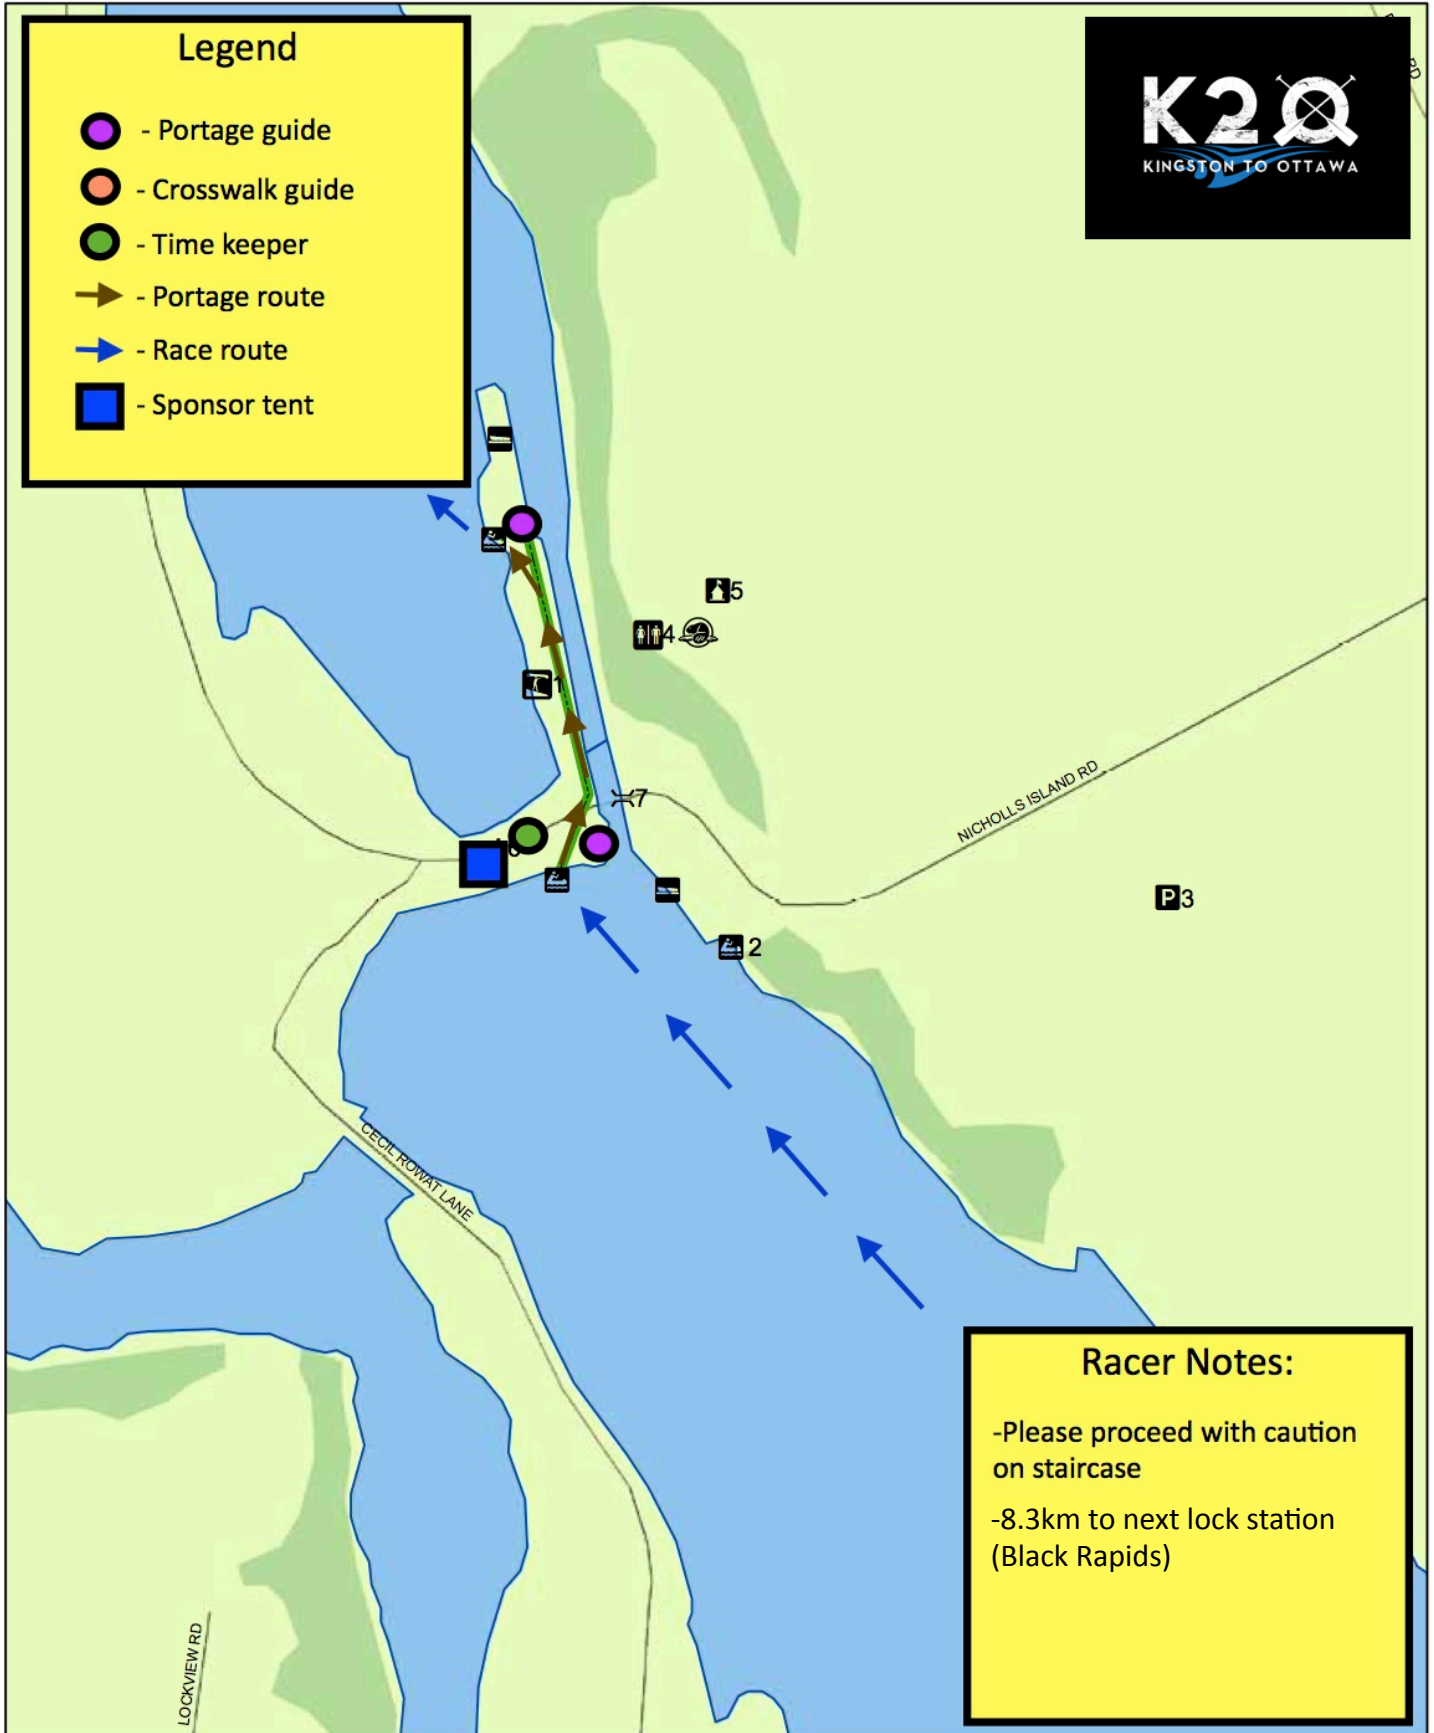 Legend
- Portage guide
- Crosswalk guide
- Time keeper
- Portage route
- Race route
- Sponsor tent
K2O
KINGSTON TO OTTAWA
RD
5
4
1
7
NICHOLLS ISLAND RD
P3
2
CECIL ROWAT LANE
LOCKVIEW RD
Racer Notes:
-Please proceed with caution
on staircase
-8.3km to next lock station
(Black Rapids)